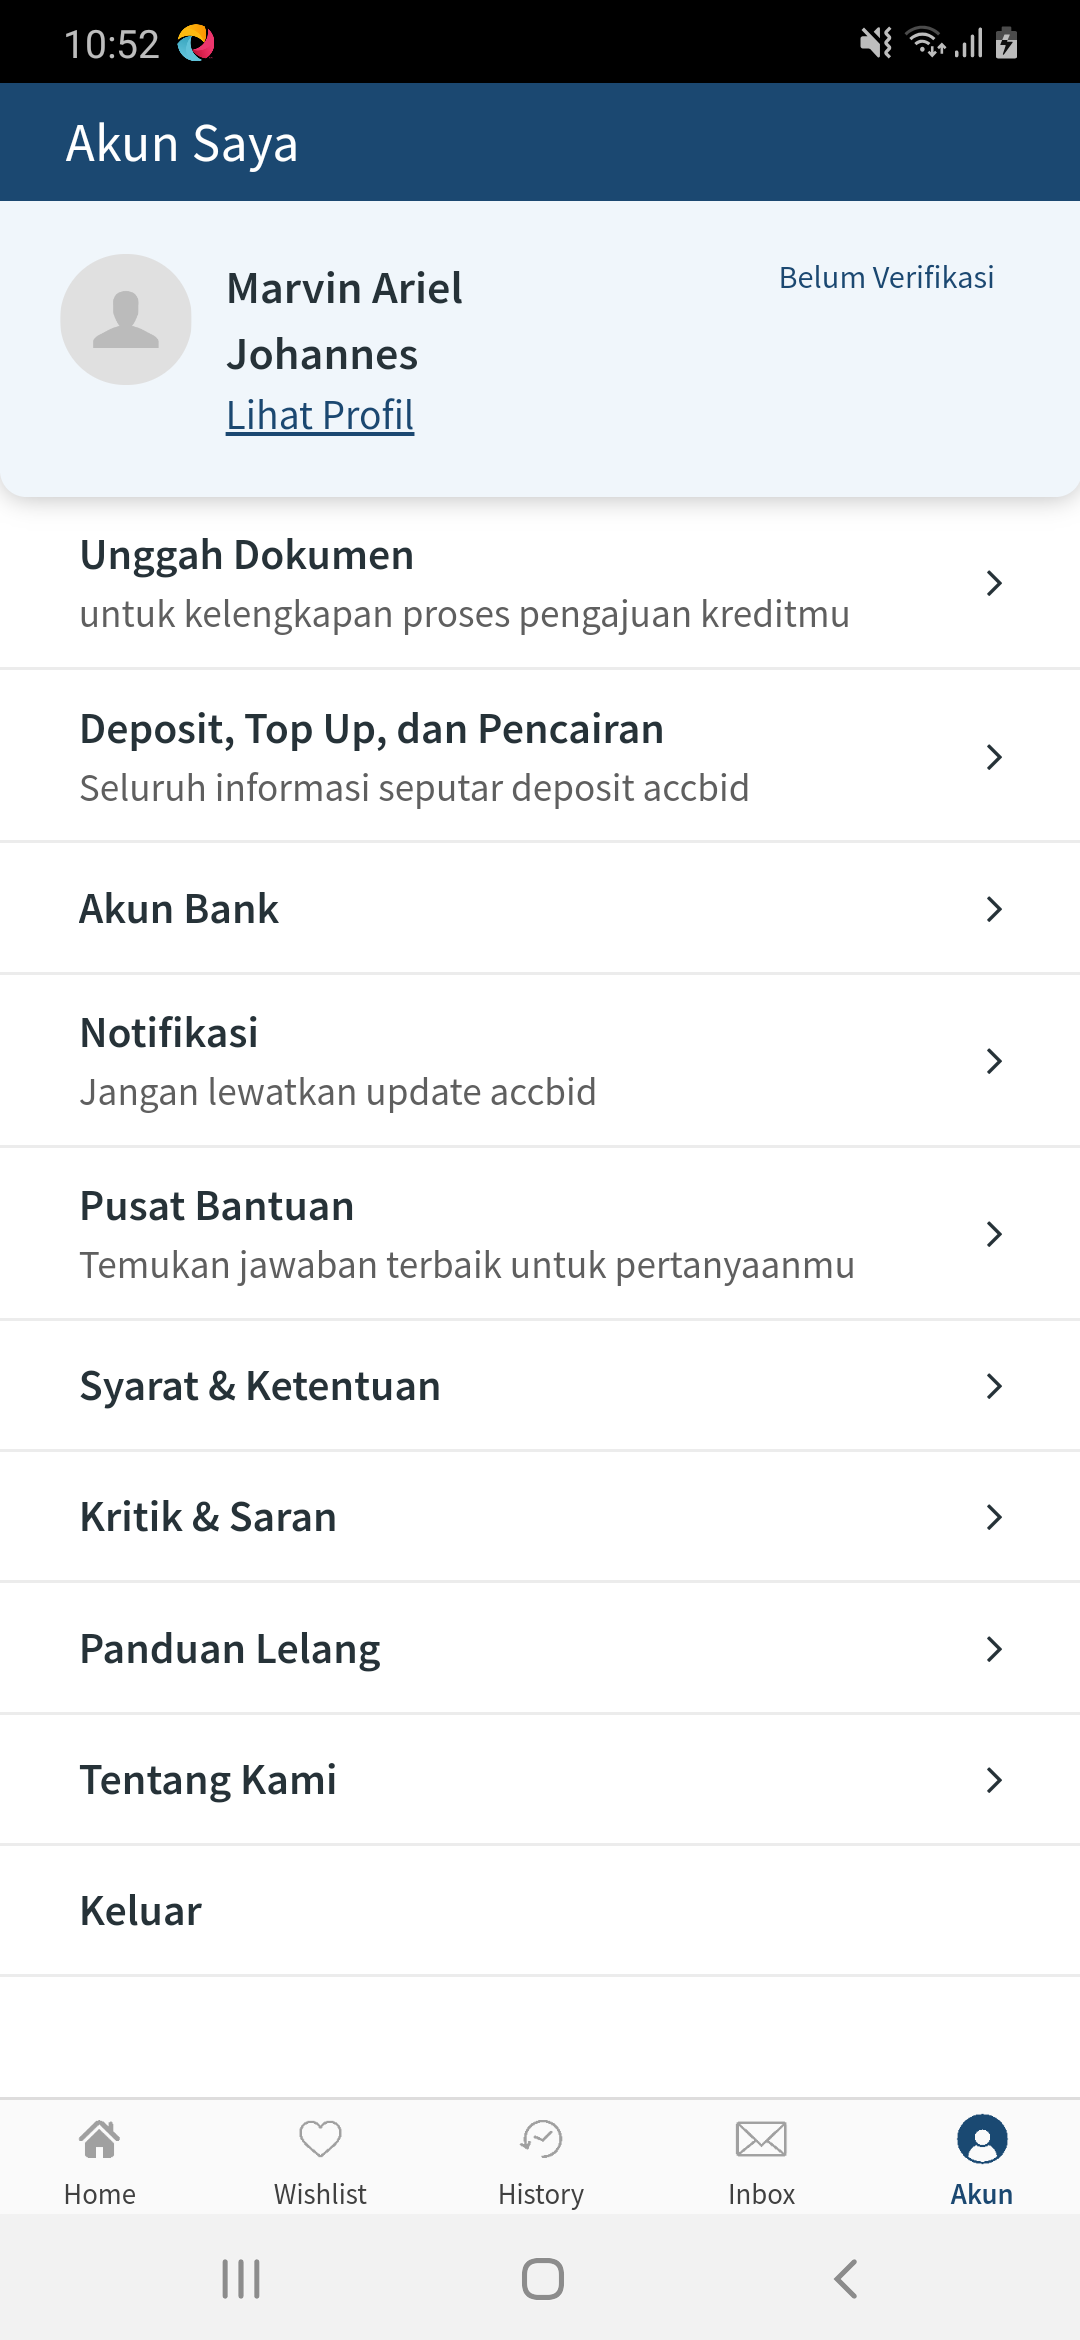 10:52
Akun Saya
Marvin Ariel
Johannes
Belum Verifikasi
Lihat Profil
Unggah Dokumen
untuk kelengkapan proses pengajuan kreditmu
Deposit, Top Up, dan Pencairan
Seluruh informasi seputar deposit accbid
Akun Bank
Notifikasi
Jangan lewatkan update accbid
Pusat Bantuan
Temukan jawaban terbaik untuk pertanyaanmu
Syarat & Ketentuan
Kritik & Saran
Panduan Lelang
Tentang Kami
Keluar
Home
Wishlist
History
Inbox
Akun